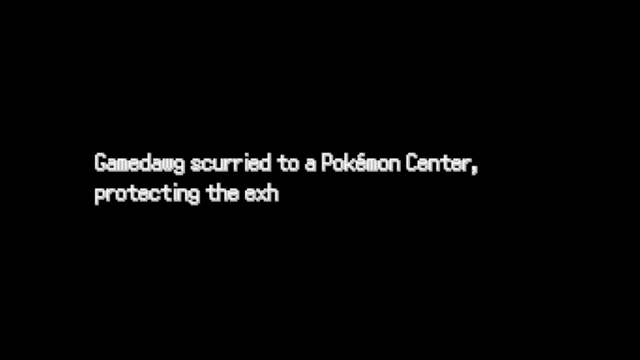 Gamedawg scurried to a Pokémon Center,
protecting the exh